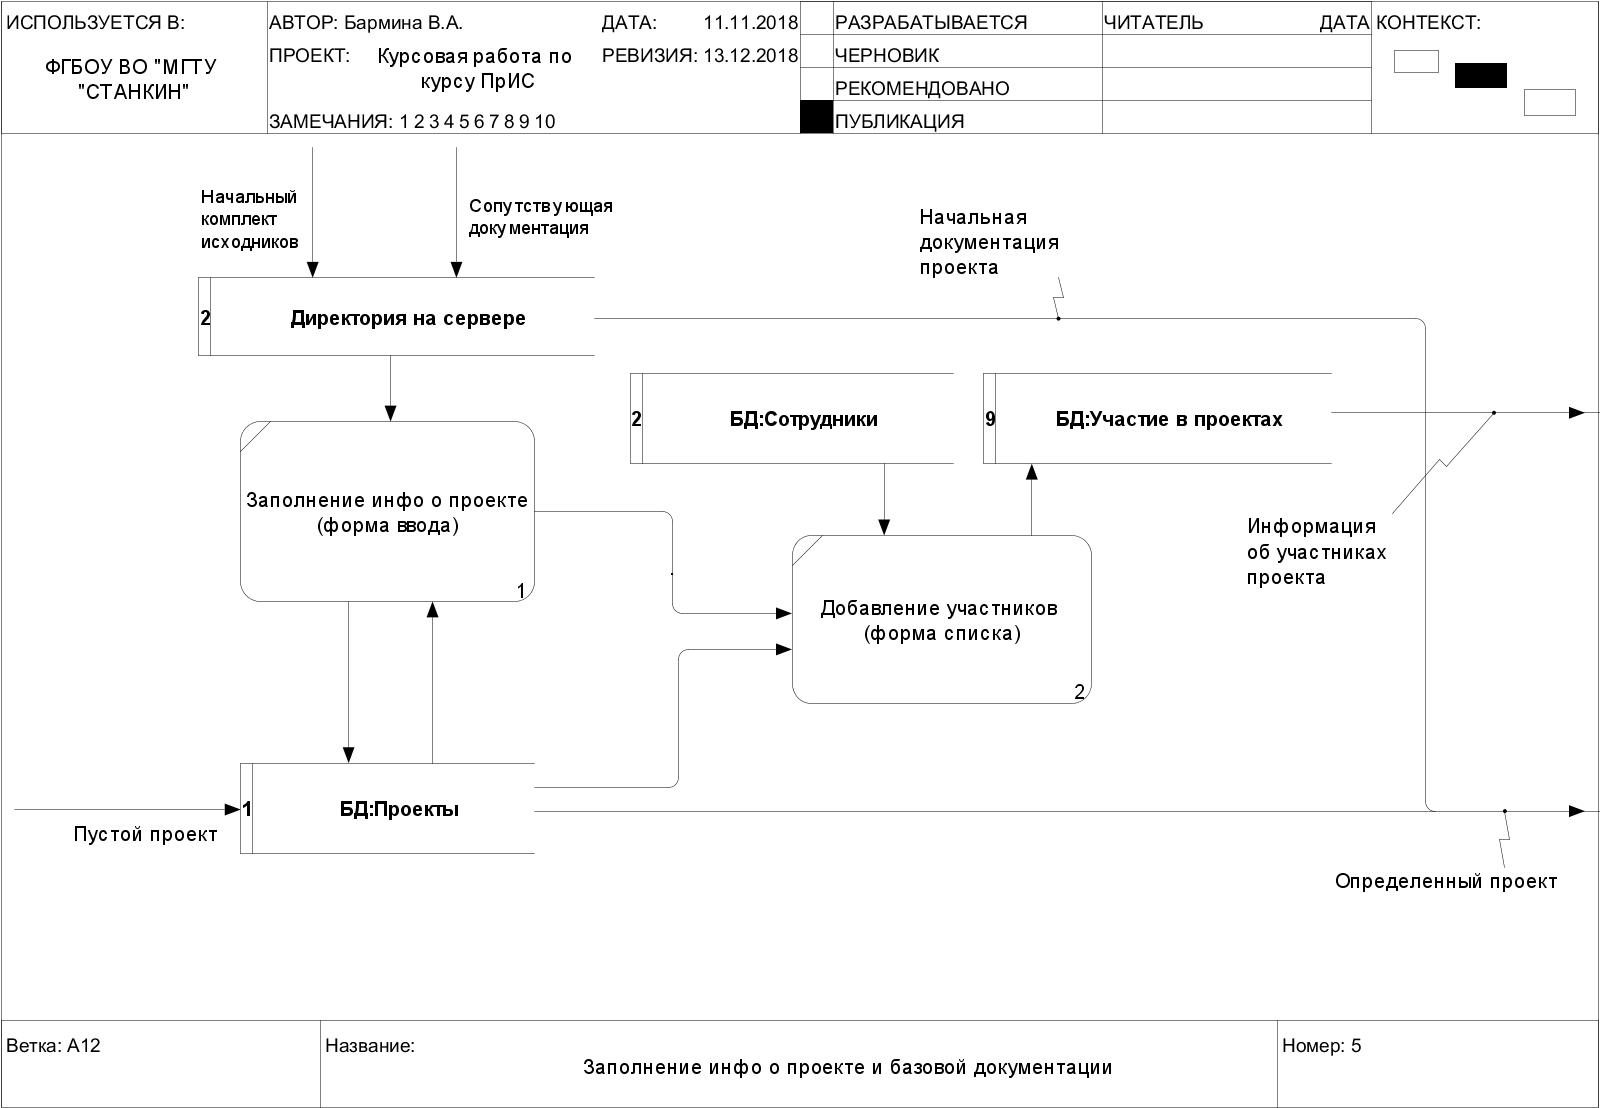 ИСПОЛЬЗУЕТСЯ В:
ФГБОУ ВО "МГТУ
"СТАНКИН"
АВТОР: Бармина В.А.
ДАТА: 11.11.2018
ПРОЕКТ: Курсовая работа по
курсу ПрИС
РЕВИЗИЯ: 13.12.2018
ЗАМЕЧАНИЯ: 1 2 3 4 5 6 7 8 9 10
РАЗРАБАТЫВАЕТСЯ
ЧЕРНОВИК
РЕКОМЕНДОВАНО
ПУБЛИКАЦИЯ
ЧИТАТЕЛЬ
ДАТА
КОНТЕКСТ:
Начальный
комплект
исходников
Сопутствующая
документация
Начальная
документация
проекта
2
Директория на сервере
2
БД:Сотрудники
9
БД:Участие в проектах
Заполнение инфо о проекте
(форма ввода)
1
Информация
об участниках
проекта
Добавление участников
(форма списка)
2
1
БД:Проекты
Пустой проект
Определенный проект
Ветка: A12
Название:
Заполнение инфо о проекте и базовой документации
Номер: 5